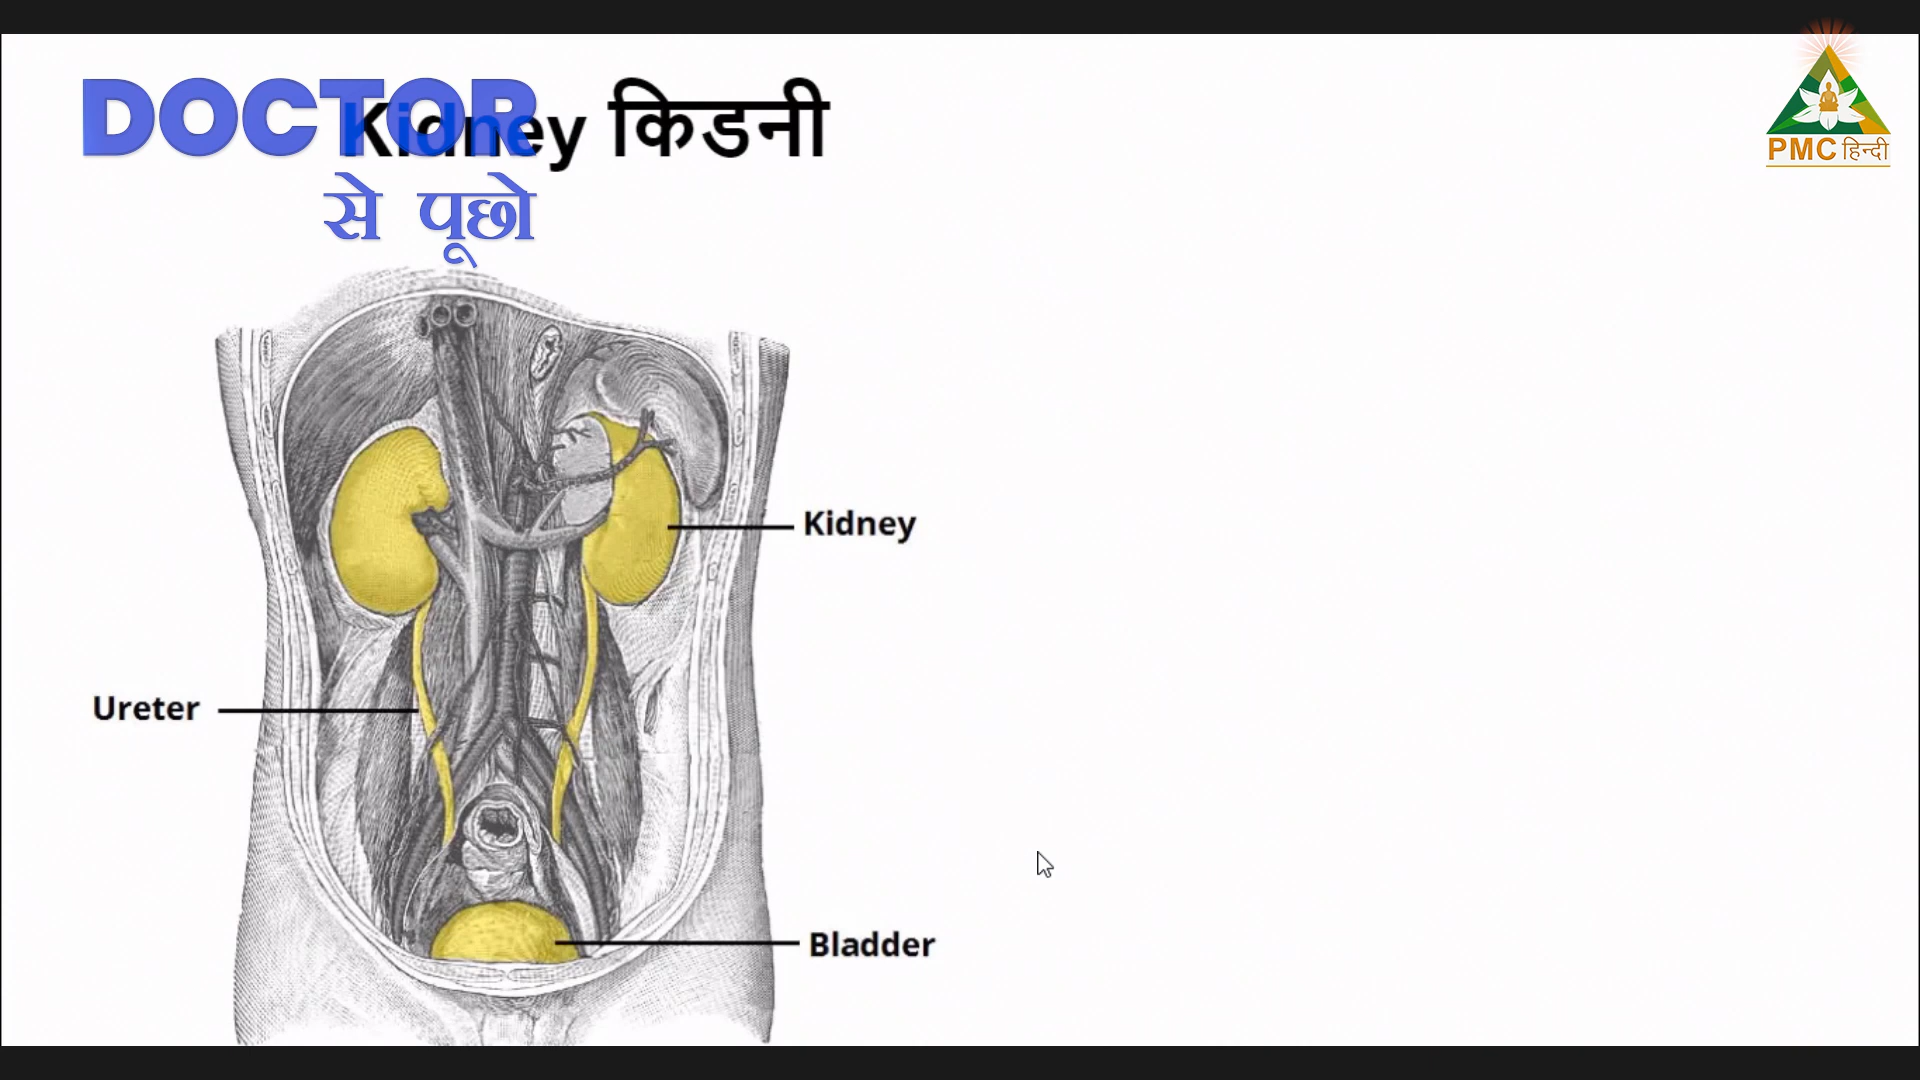 DOCTOR
से पूछो
Kidney किडनी
PMC हिन्दी
Kidney
Ureter
Bladder